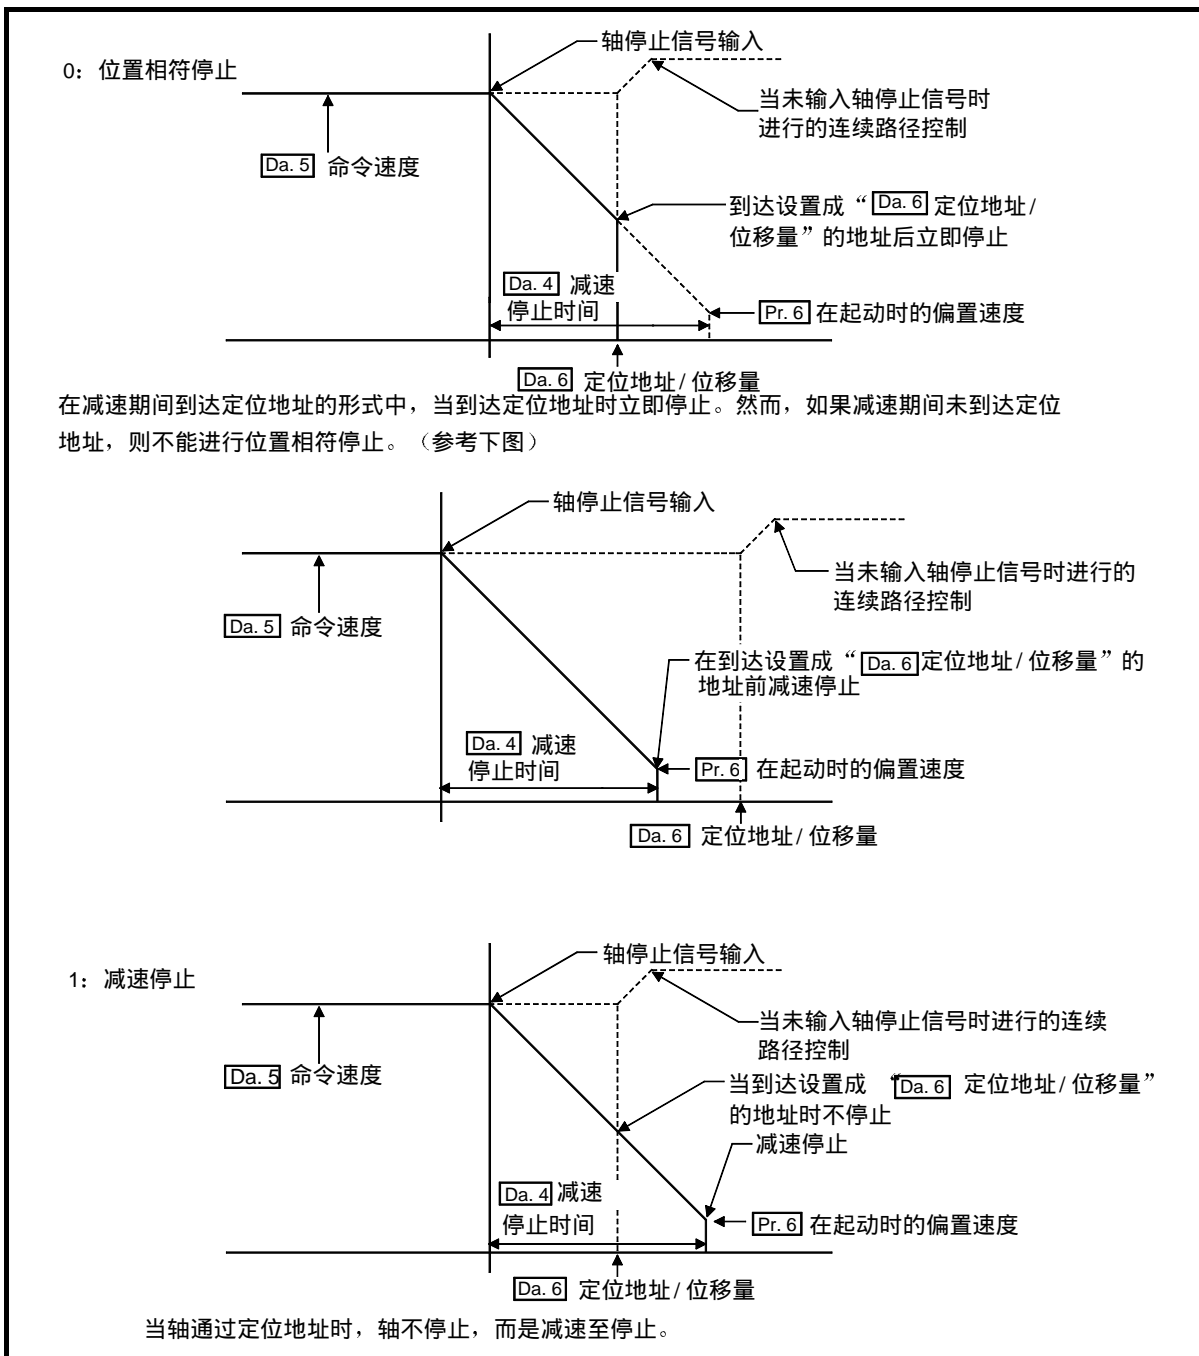 轴停止信号输入
0：位置相符停止
当未输入轴停止信号时
进行的连续路径控制
Da. 5 命令速度
到达设置成“Da. 6 定位地址/
位移量”的地址后立即停止
Da. 4 减速
停止时间
Pr. 6 在起动时的偏置速度
Da. 6 定位地址/ 位移量
在减速期间到达定位地址的形式中，当到达定位地址时立即停止。然而，如果减速期间未到达定位
地址，则不能进行位置相符停止。（参考下图）
轴停止信号输入
当未输入轴停止信号时进行的
连续路径控制
Da. 5 命令速度
在到达设置成“Da. 6 定位地址/ 位移量”的
地址前减速停止
Da. 4 减速
停止时间
Pr. 6 在起动时的偏置速度
Da. 6 定位地址/ 位移量
轴停止信号输入
1：减速停止
当未输入轴停止信号时进行的连续
路径控制
Da. 5 命令速度
当到达设置成 “Da. 6 定位地址/ 位移量”
的地址时不停止
减速停止
Da. 4 减速
停止时间
Pr. 6 在起动时的偏置速度
Da. 6 定位地址/ 位移量
当轴通过定位地址时，轴不停止，而是减速至停止。